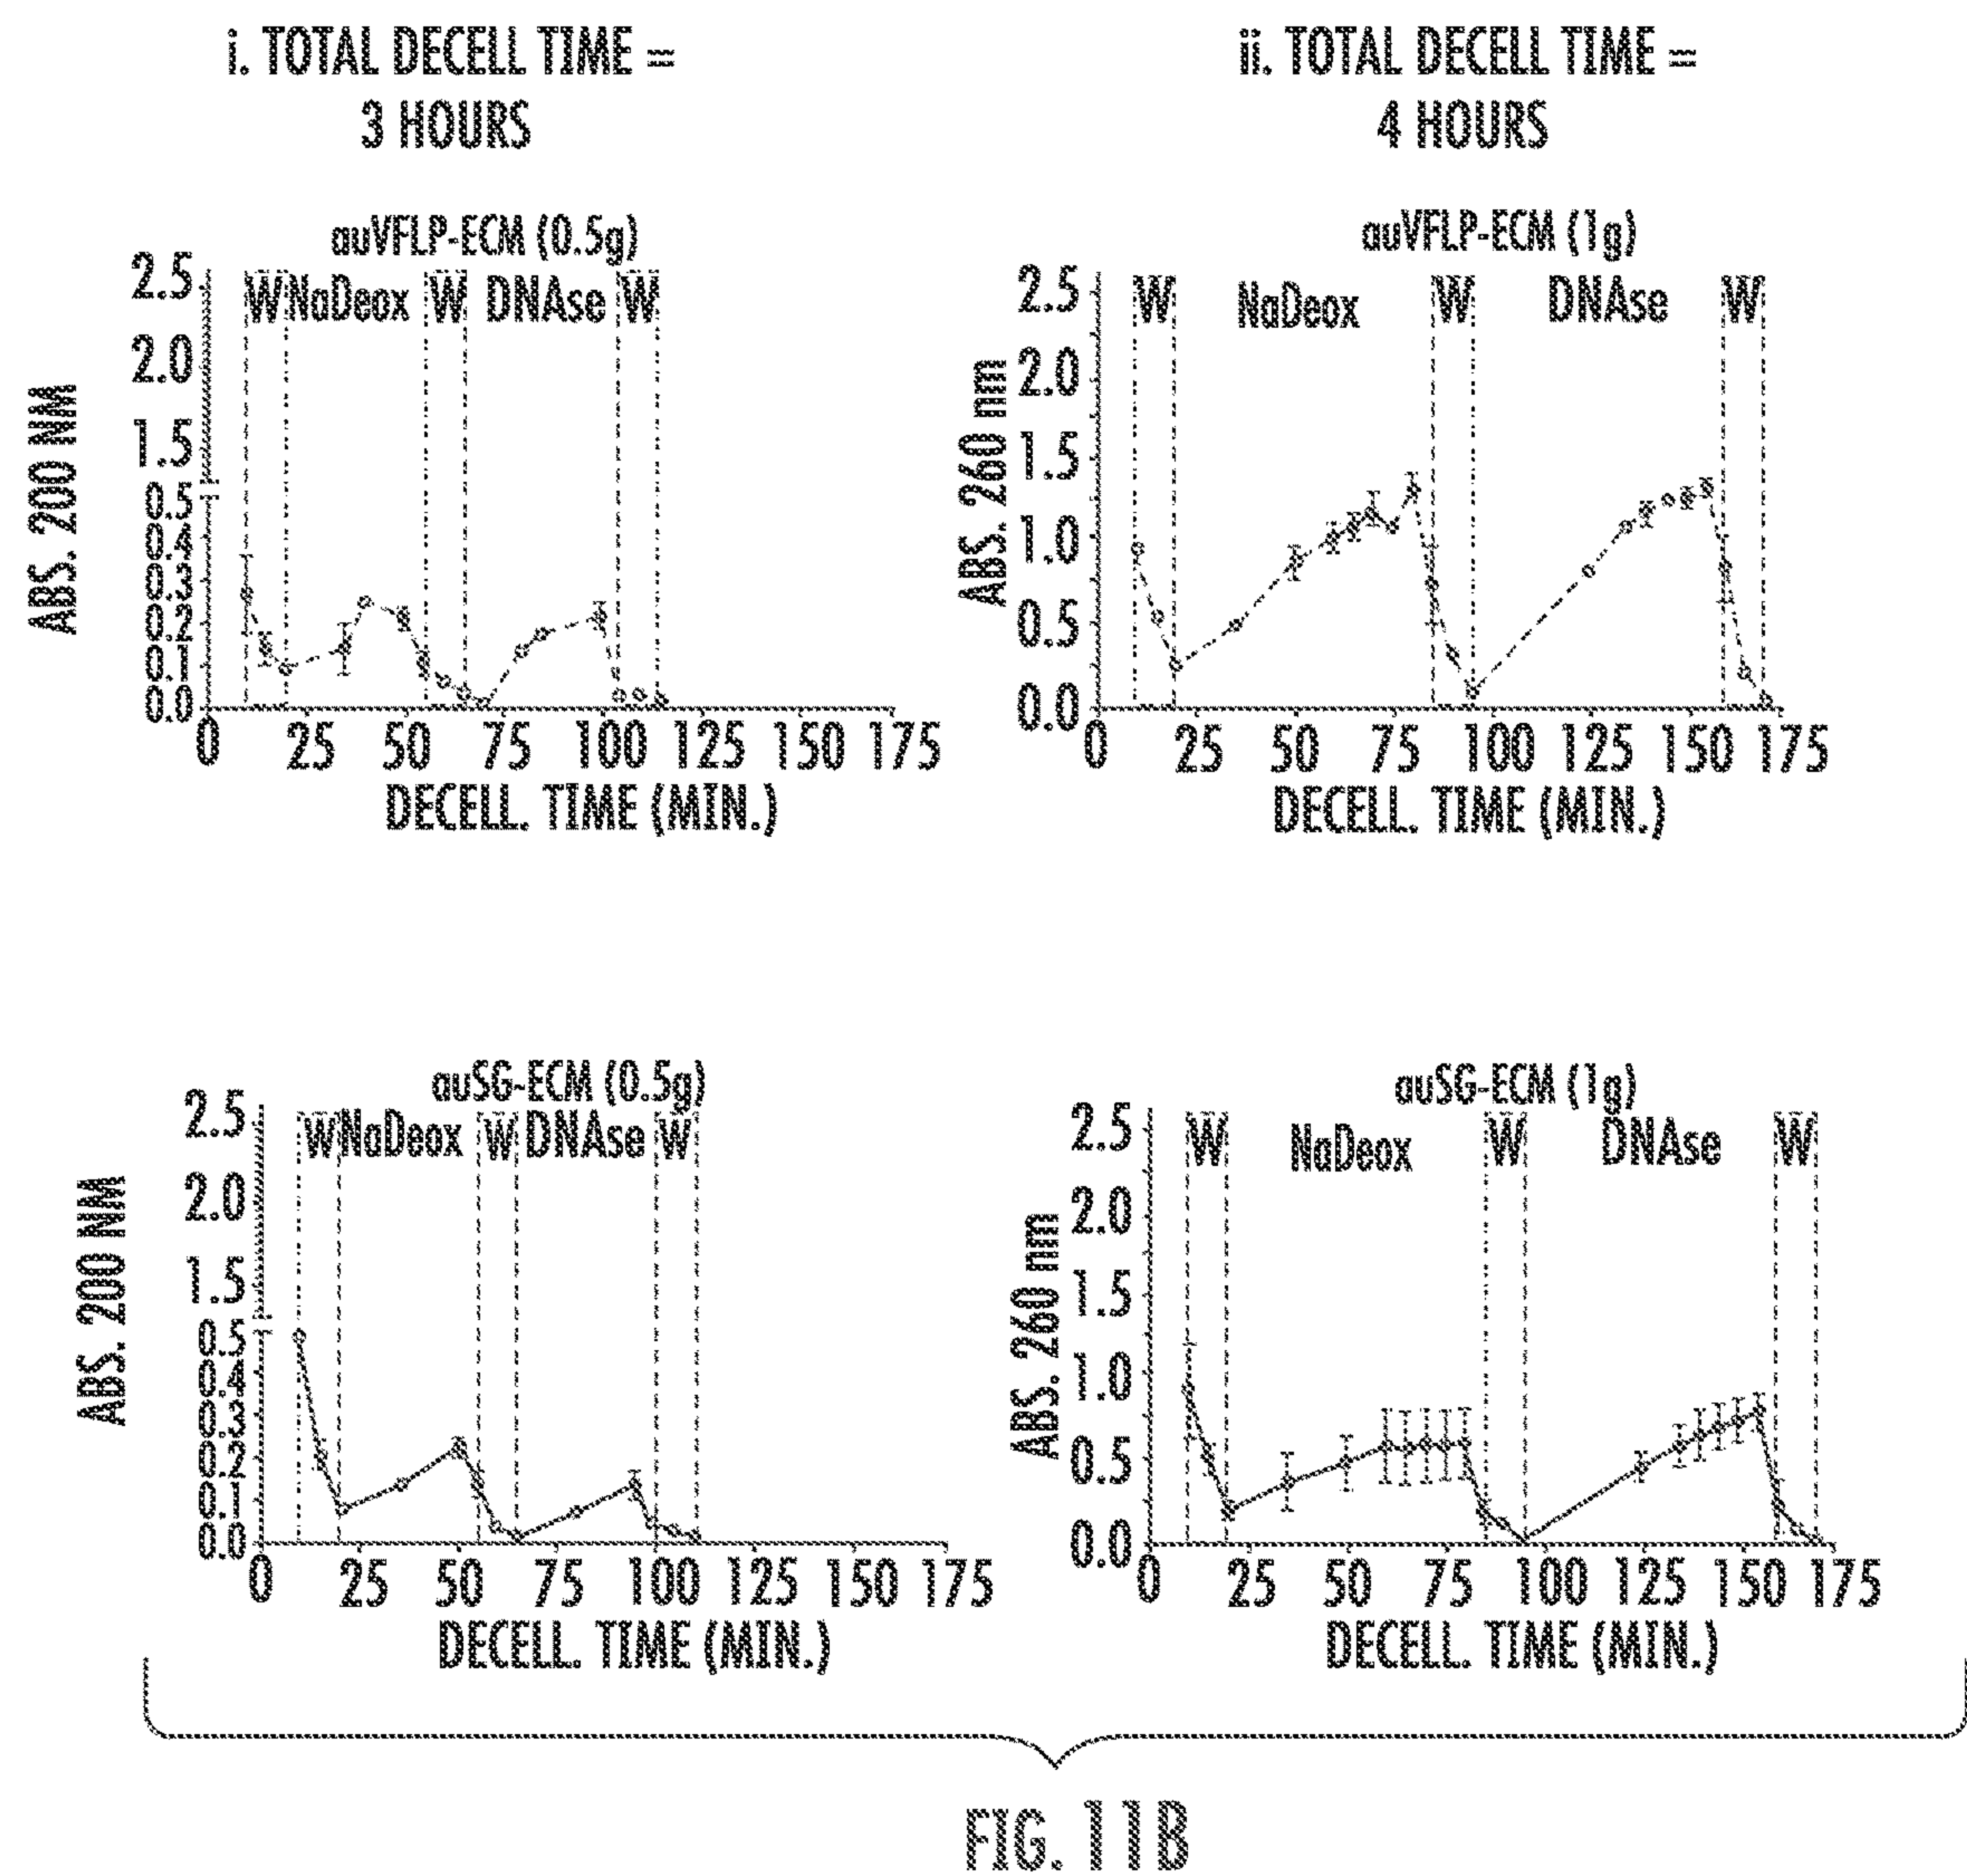 i. TOTAL DECELL TIME =
3 HOURS
ii. TOTAL DECELL TIME =
4 HOURS
auVFLP-ECM (0.5g)
W NaDeox W DNAse W
ABS. 200 NM
2.5
2.0
1.5
0.5
0.4
0.3
0.2
0.1
0.0
0 25 50 75 100 125 150 175
DECELL. TIME (MIN.)
auVFLP-ECM (1g)
W NaDeox W DNAse W
ABS. 260 nm
2.5
2.0
1.5
1.0
0.5
0.0
0 25 50 75 100 125 150 175
DECELL. TIME (MIN.)
auSG-ECM (0.5g)
W NaDeox W DNAse W
ABS. 200 NM
2.5
2.0
1.5
0.5
0.4
0.3
0.2
0.1
0.0
0 25 50 75 100 125 150 175
DECELL. TIME (MIN.)
auSG-ECM (1g)
W NaDeox W DNAse W
ABS. 260 nm
2.5
2.0
1.5
1.0
0.5
0.0
0 25 50 75 100 125 150 175
DECELL. TIME (MIN.)
FIG. 11B